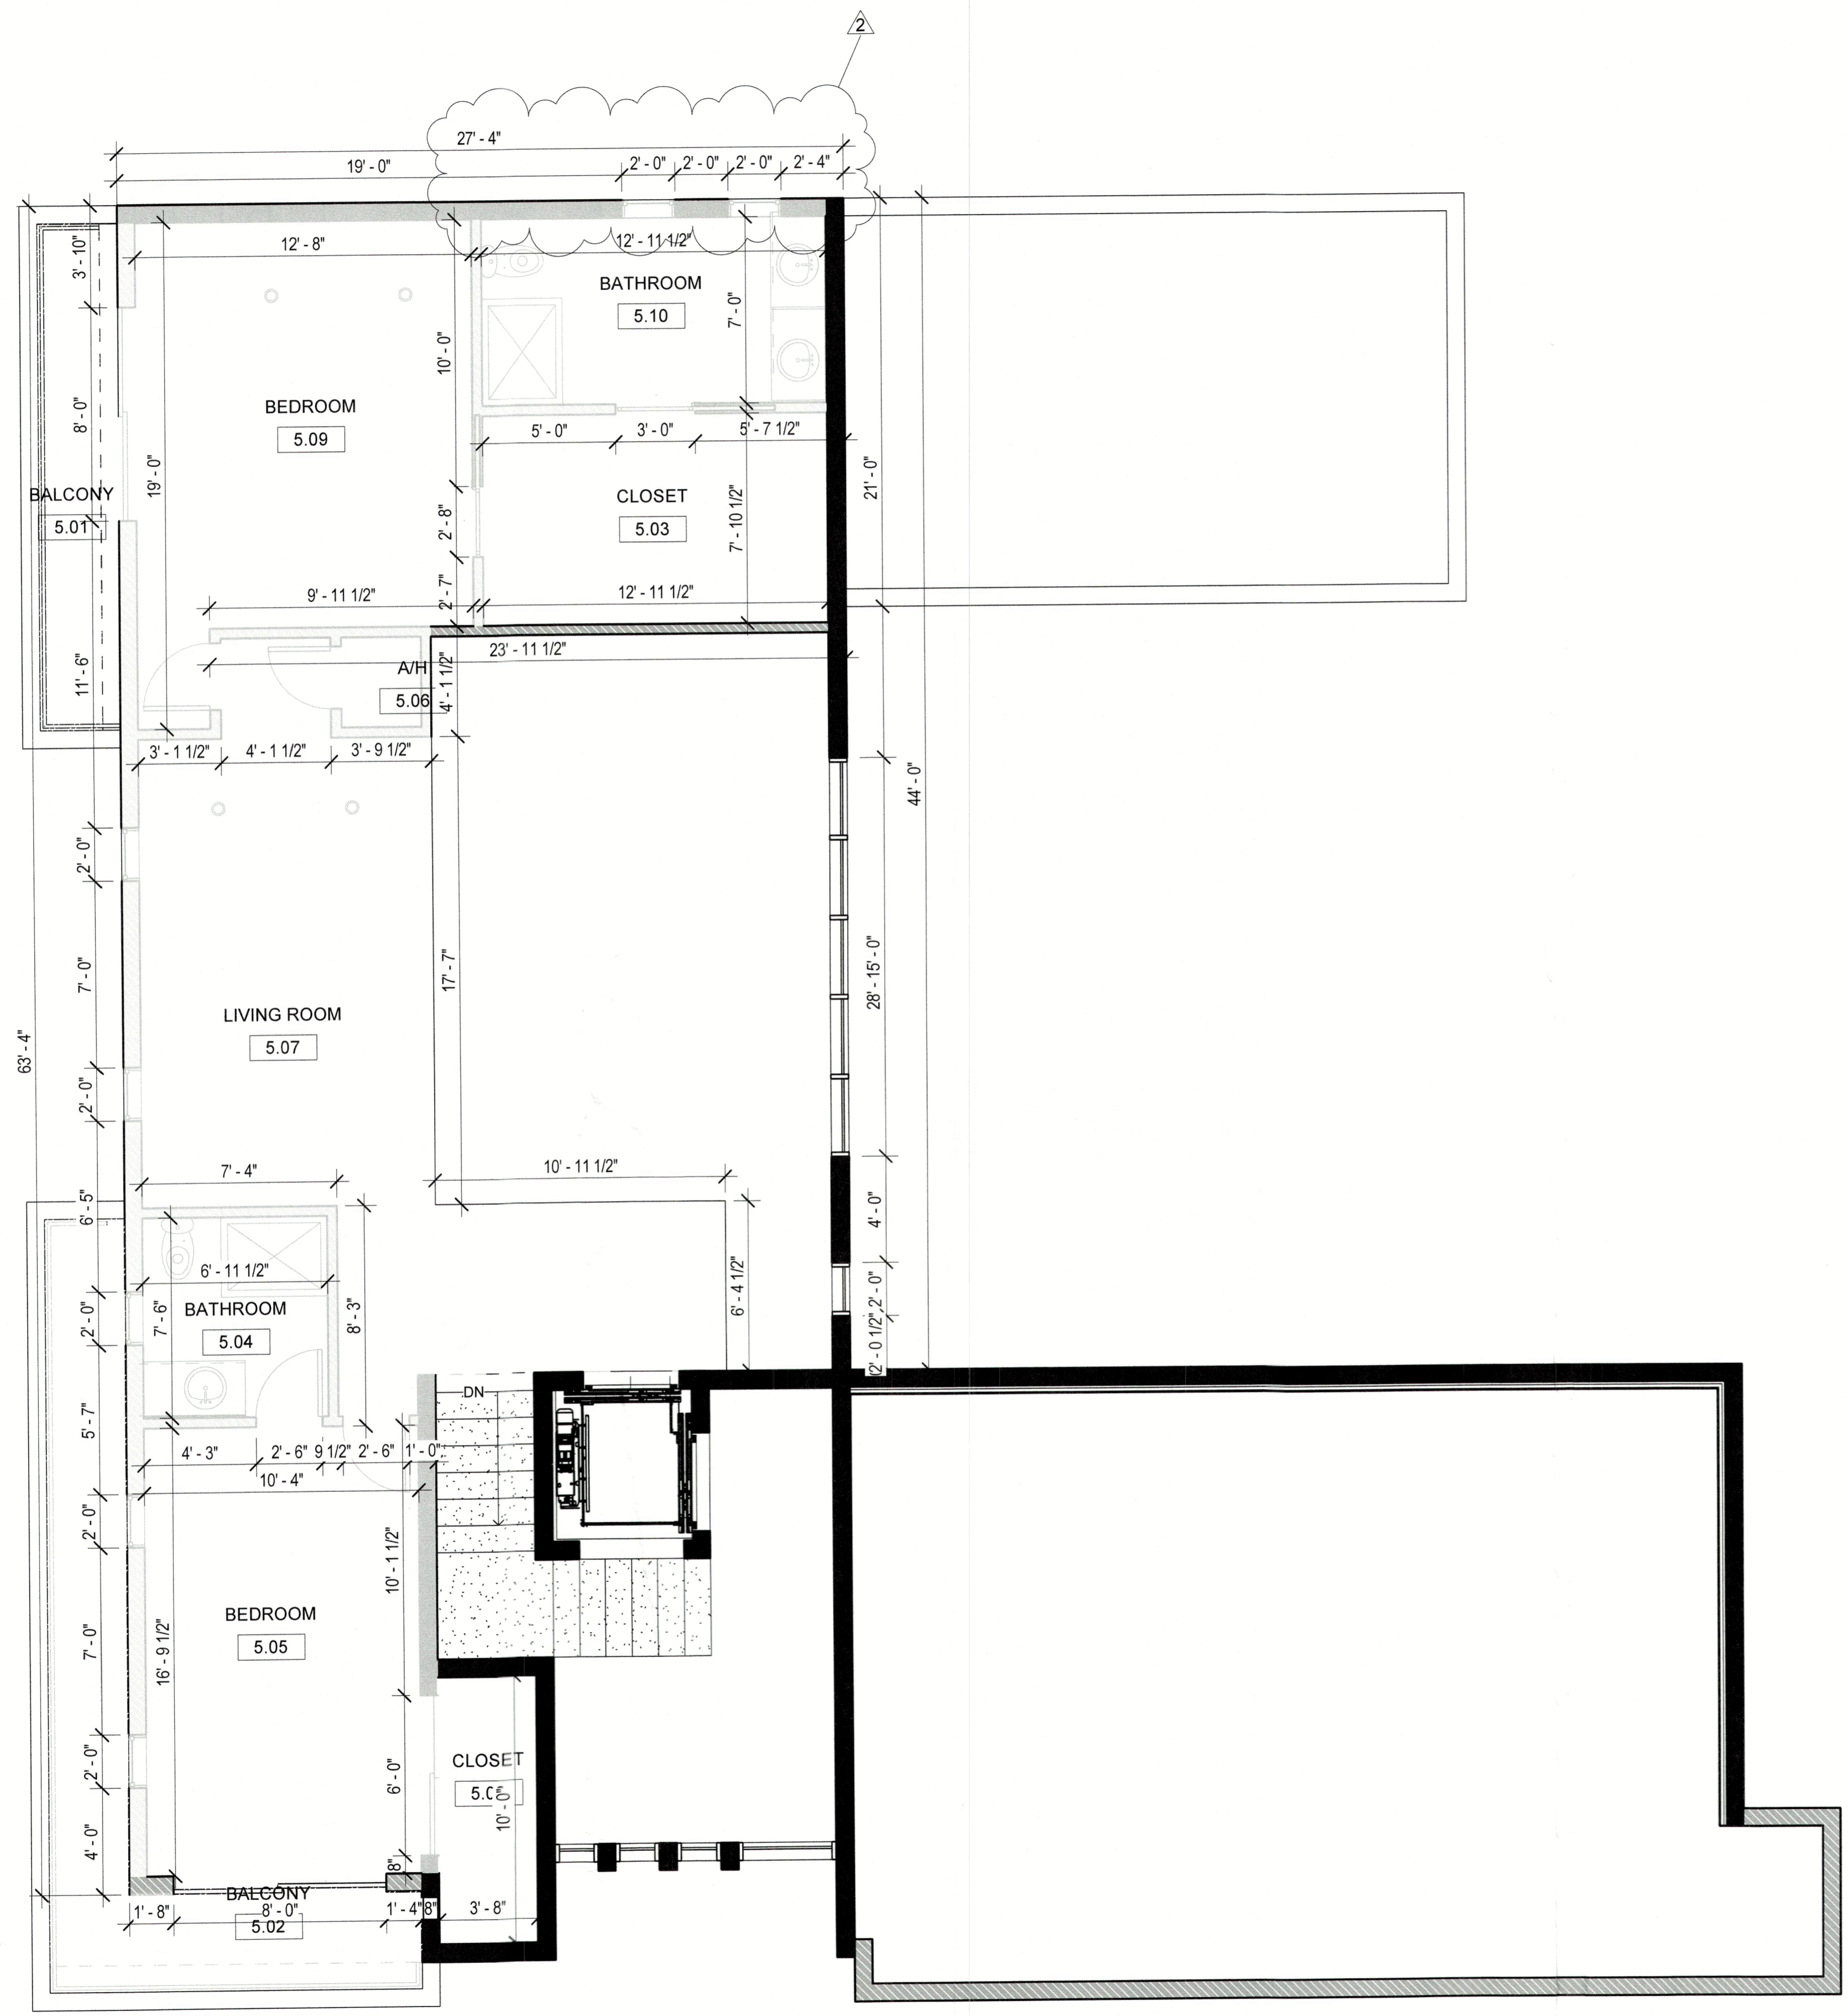 2
27' - 4"
19' - 0"
2' - 0"
2' - 0"
2' - 0"
2' - 4"
3' - 10"
12' - 8"
12' - 11 1/2"
BATHROOM
5.10
7' - 0"
10' - 0"
BEDROOM
5.09
8' - 0"
5' - 0"
3' - 0"
5' - 7 1/2"
19' - 0"
21' - 0"
BALCONY
5.01
CLOSET
5.03
2' - 8"
7' - 10 1/2"
9' - 11 1/2"
2' - 7"
12' - 11 1/2"
23' - 11 1/2"
11' - 6"
A/H
5.06
4' - 1 1/2"
3' - 1 1/2"
4' - 1 1/2"
3' - 9 1/2"
44' - 0"
2' - 0"
7' - 0"
17' - 7"
28' - 15' - 0"
LIVING ROOM
5.07
63' - 4"
2' - 0"
7' - 4"
10' - 11 1/2"
6' - 5"
4' - 0"
6' - 11 1/2"
6' - 4 1/2"
2' - 0"
BATHROOM
5.04
7' - 6"
8' - 3"
2' - 0"
(2' - 0 1/2"
DN
5' - 7"
4' - 3"
2' - 6"
9 1/2"
2' - 6"
1' - 0"
10' - 4"
2' - 0"
10' - 1 1/2"
BEDROOM
5.05
7' - 0"
16' - 9 1/2"
2' - 0"
6' - 0"
CLOSET
10' - 0"
4' - 0"
8"
BALCONY
5.02
1' - 8"
8' - 0"
1' - 4"
8"
3' - 8"